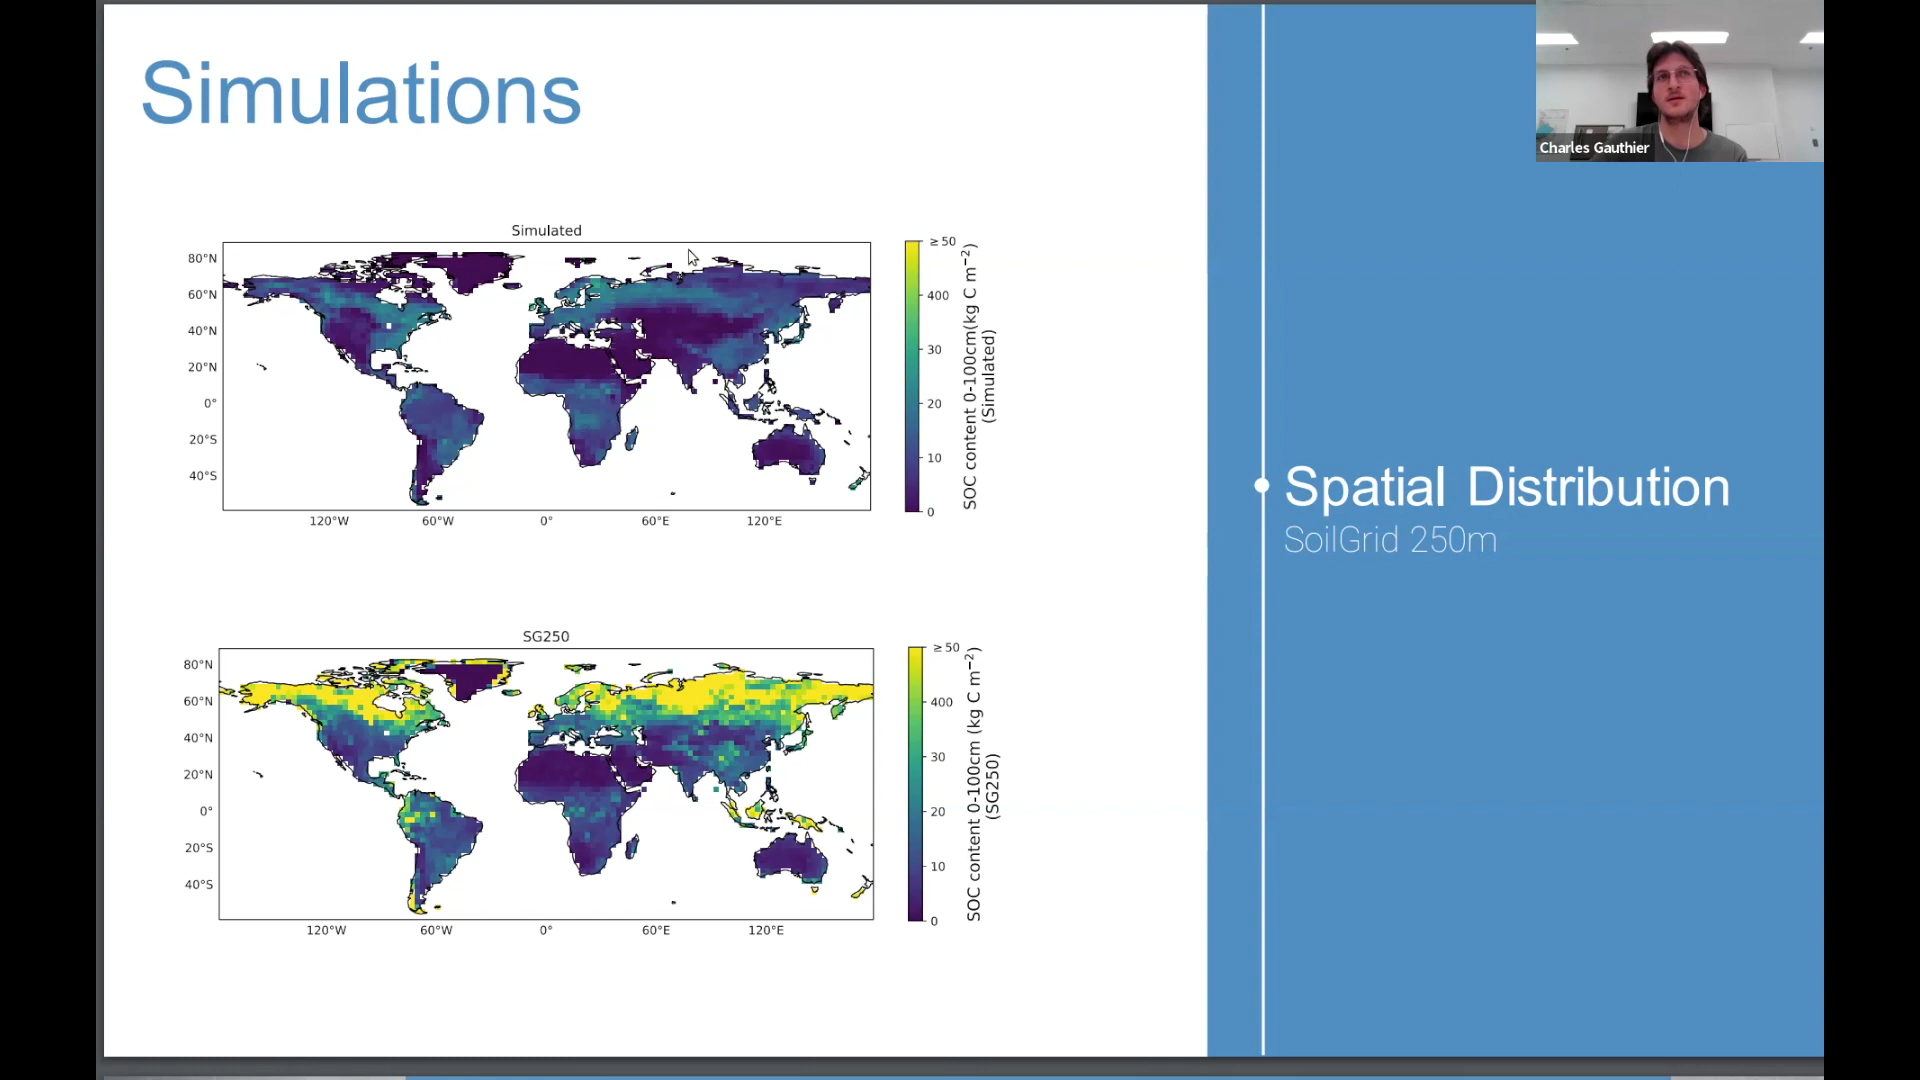 Simulations
Charles Gauthier
Simulated
80°N
60°N
40°N
20°N
0°
20°S
40°S
120°W
60°W
0°
60°E
120°E
≥ 50
400
30
20
10
0
SOC content 0-100cm(kg C m⁻²)
(Simulated)
Spatial Distribution
SoilGrid 250m
SG250
80°N
60°N
40°N
20°N
0°
20°S
40°S
120°W
60°W
0°
60°E
120°E
≥ 50
400
30
20
10
0
SOC content 0-100cm (kg C m⁻²)
(SG250)